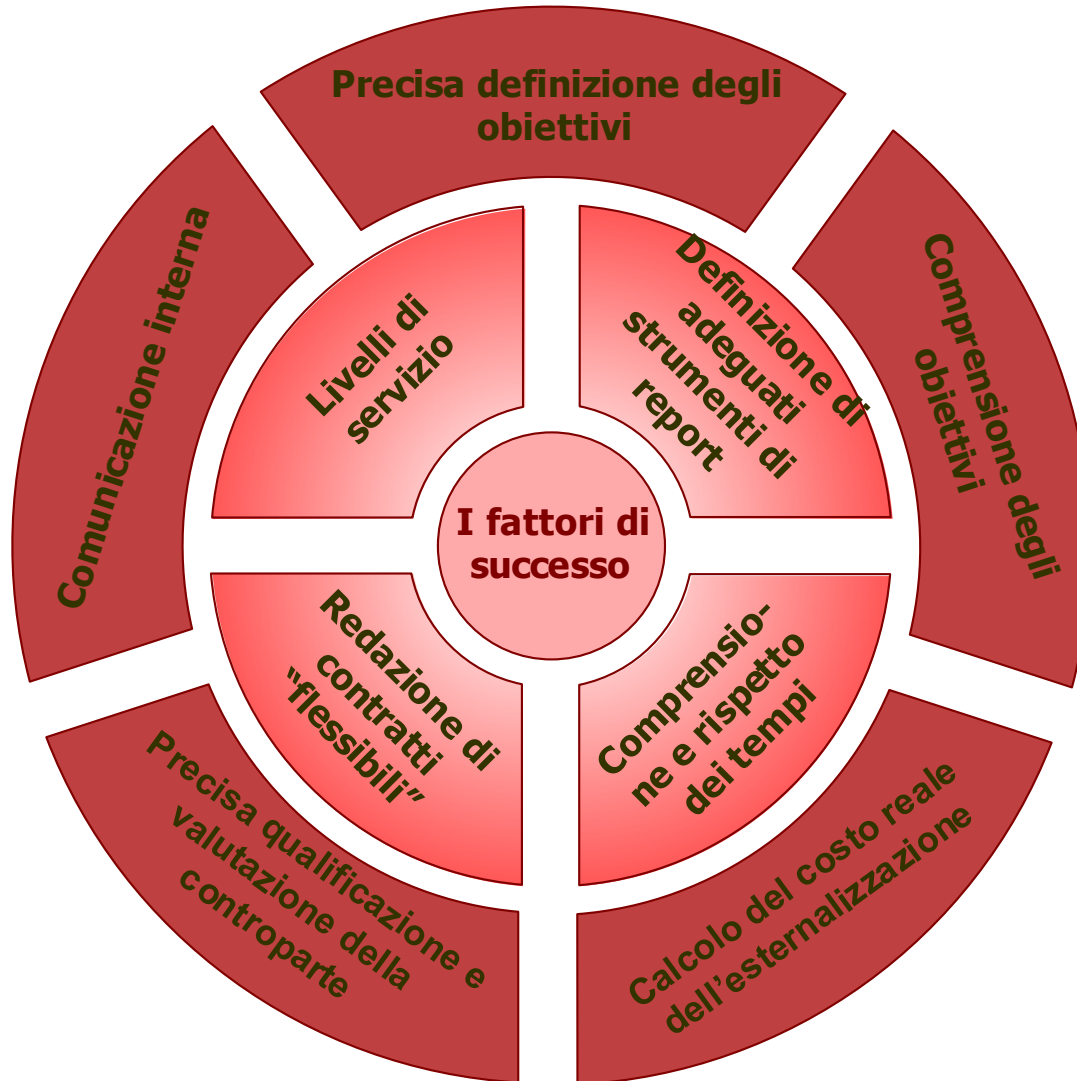 Precisa definizione degli
obiettivi
Comunicazione interna
Comprensione degli
obiettivi
Livelli di
servizio
Definizione di
adeguati
strumenti di
report
I fattori di
successo
Redazione di
contratti
“flessibili”
Comprensio-
ne e rispetto
dei tempi
Precisa qualificazione e
valutazione della
controparte
Calcolo del costo reale
dell’esternalizzazione